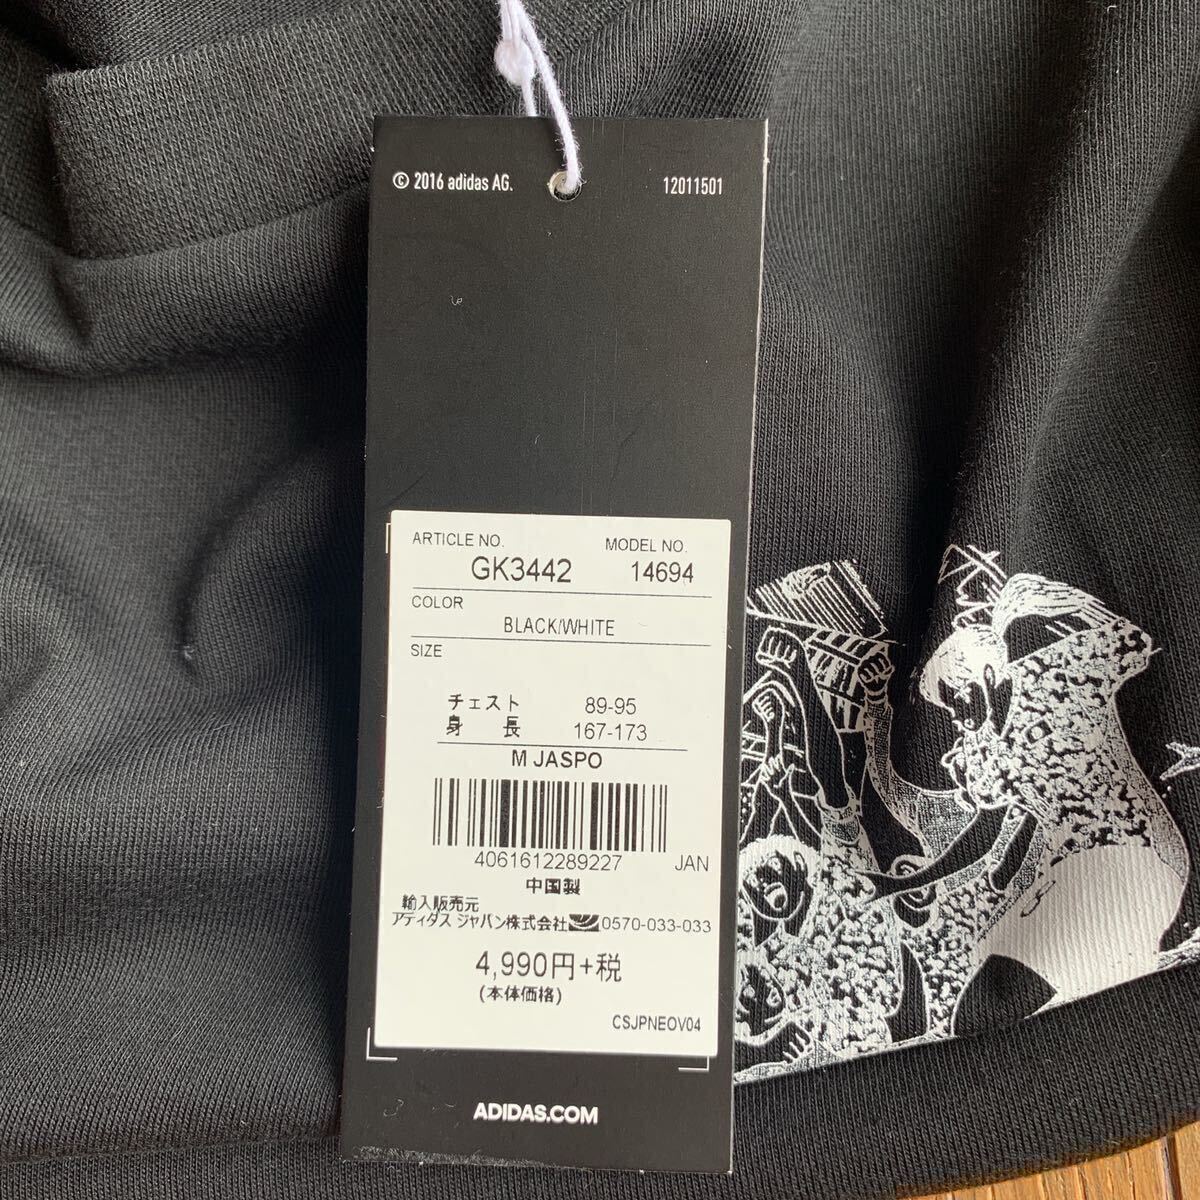 © 2016 adidas AG. 12011501
ARTICLE NO. MODEL NO.
GK3442 14694
COLOR
BLACK/WHITE
SIZE
チェスト 89-95
身長 167-173
M JASPO
4061612289227 JAN
中国製
輸入販売元
アディダス ジャパン株式会社 0570-033-033
4,990円+税
(本体価格)
CSJPNEOV04
ADIDAS.COM